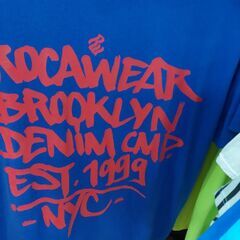 ROCAWEAR
BROOKLYN
DENIM CMP
EST. 1999
-NYC-